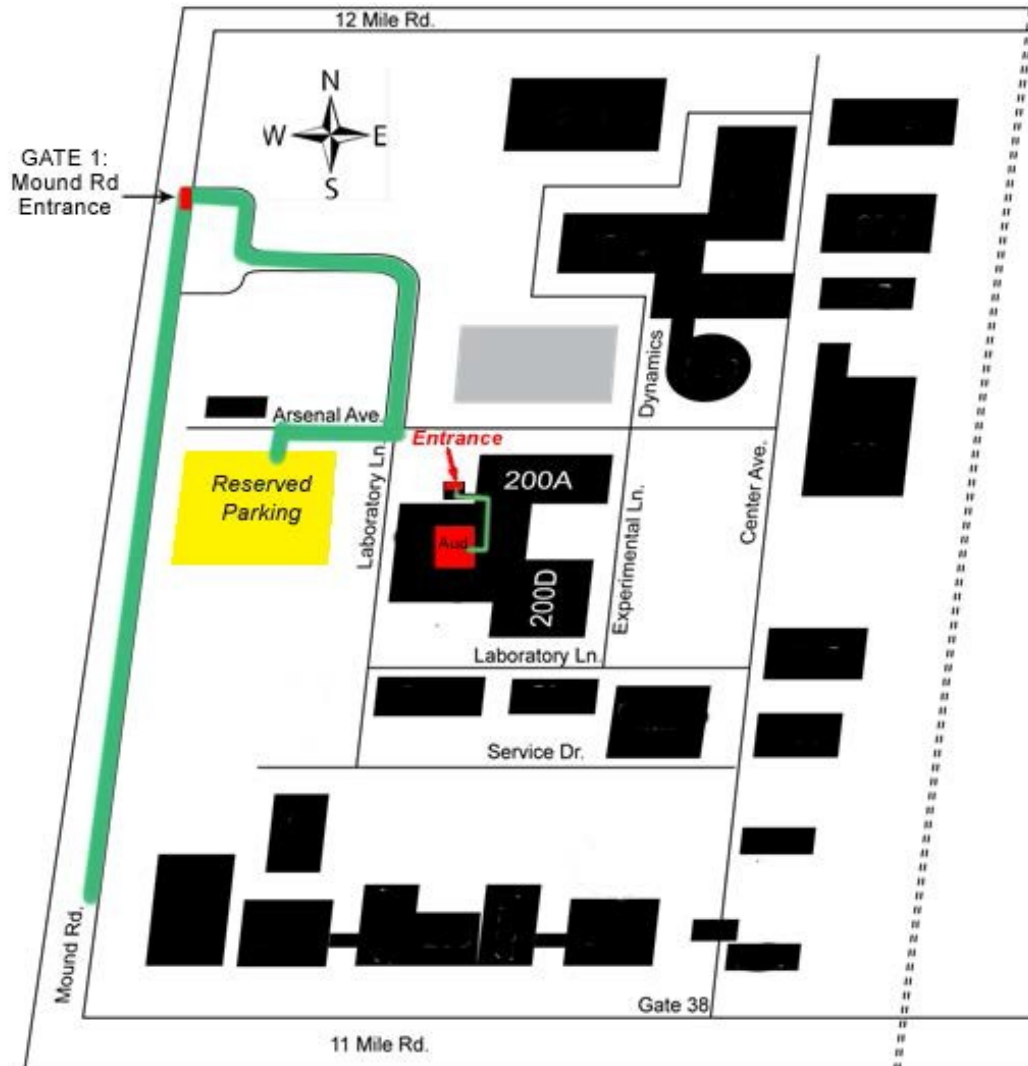 12 Mile Rd.
N
W
E
S
GATE 1:
Mound Rd
Entrance
Dynamics
Arsenal Ave.
Entrance
Reserved
Parking
Laboratory Ln.
200A
Aud
200D
Experimental Ln.
Center Ave.
Laboratory Ln.
Service Dr.
Mound Rd.
Gate 38
11 Mile Rd.